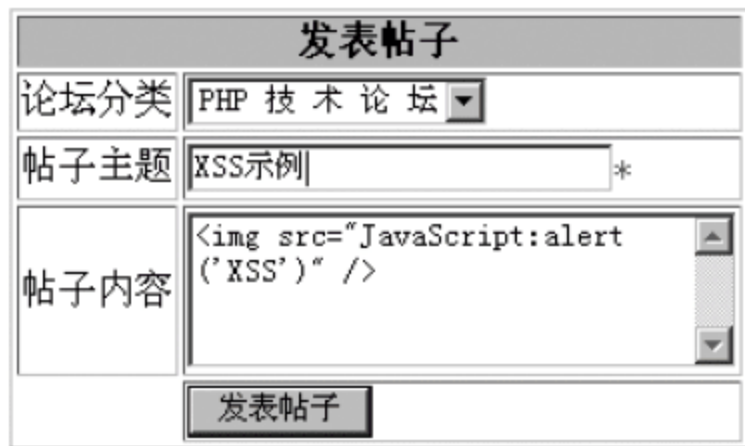 发表帖子
论坛分类 PHP 技 术 论 坛
帖子主题 XSS示例 *
帖子内容 <img src="JavaScript:alert
('XSS')" />
发表帖子